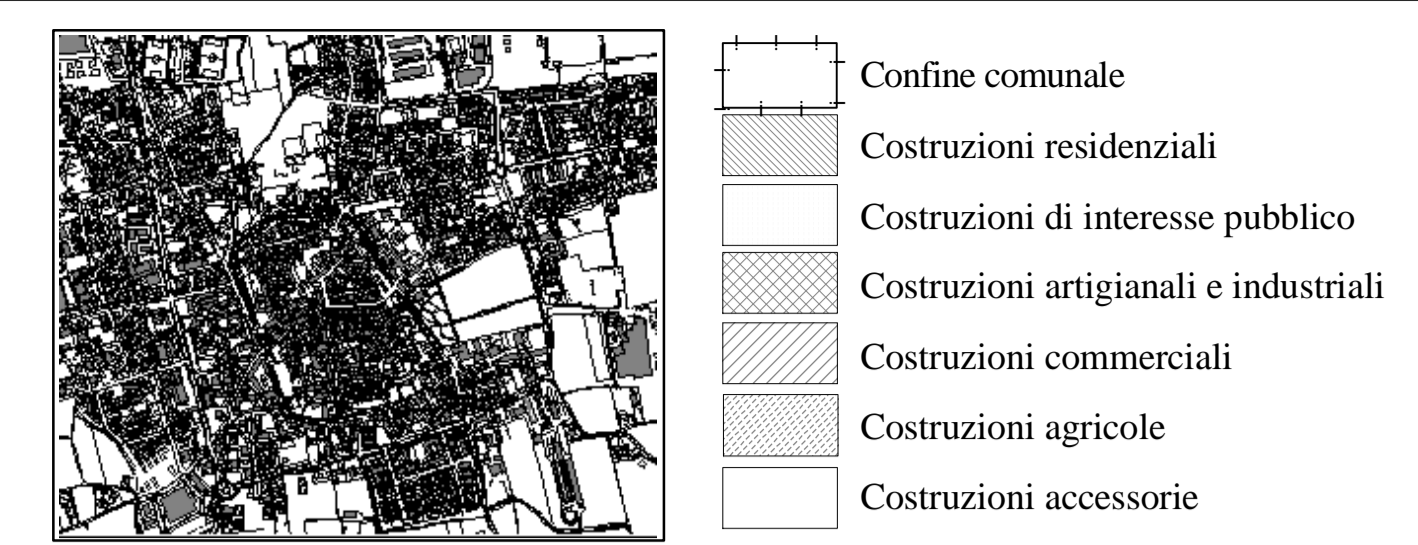 Confine comunale
Costruzioni residenziali
Costruzioni di interesse pubblico
Costruzioni artigianali e industriali
Costruzioni commerciali
Costruzioni agricole
Costruzioni accessorie